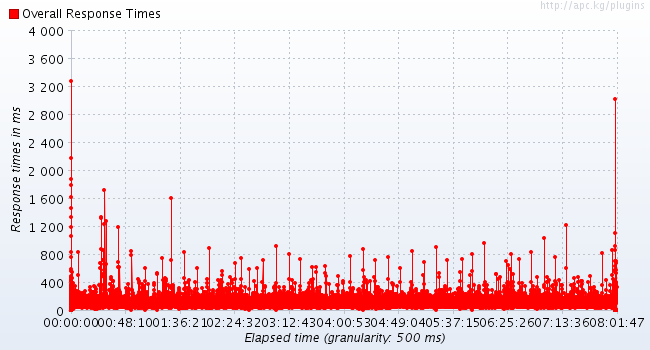 http://apc.kg/plugins
Overall Response Times
4 000
3 600
3 200
2 800
2 400
2 000
1 600
1 200
800
400
0
Response times in ms
00:00:00 00:48:10 01:36:21 02:24:32 03:12:43 04:00:53 04:49:04 05:37:15 06:25:26 07:13:36 08:01:47
Elapsed time (granularity: 500 ms)